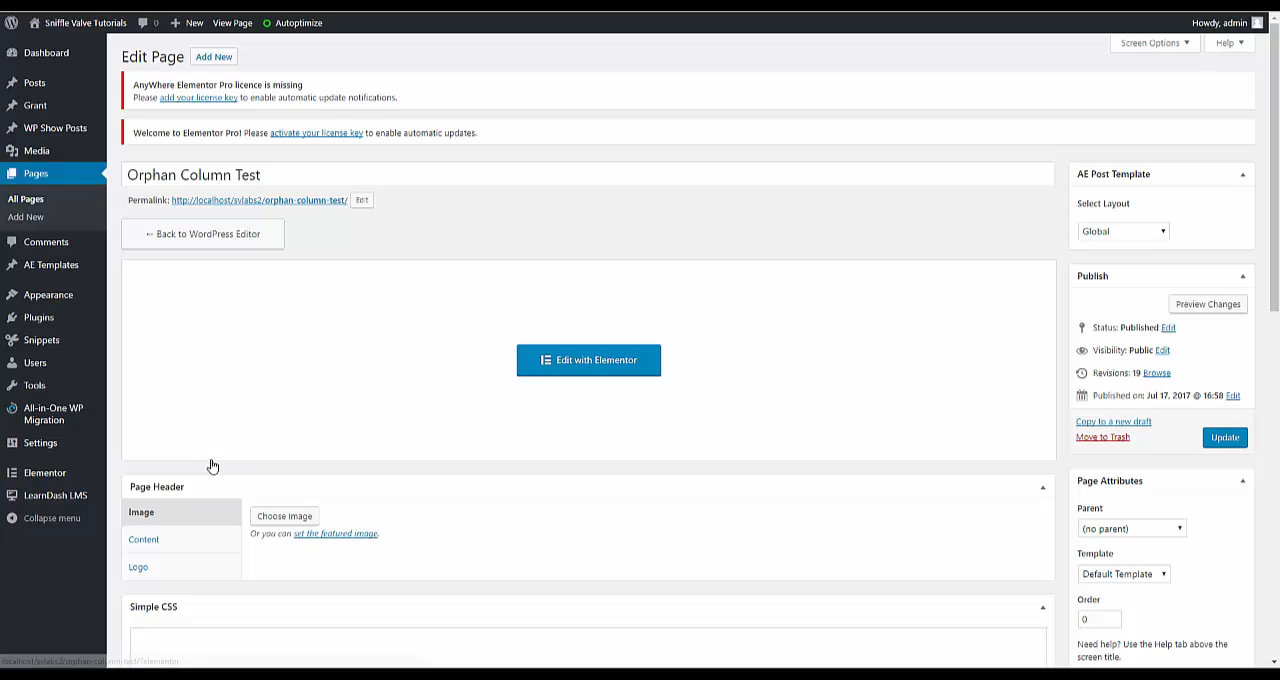 Sniffle Valve Tutorials 0 New View Page Autoptimize Howdy, admin
Screen Options Help
Edit Page Add New
AnyWhere Elementor Pro licence is missing
Please add your license key to enable automatic update notifications.
Welcome to Elementor Pro! Please activate your license key to enable automatic updates.
Dashboard
Posts
Grant
WP Show Posts
Media
Pages
All Pages
Add New
Comments
AE Templates
Appearance
Plugins
Snippets
Users
Tools
All-in-One WP
Migration
Settings
Elementor
LearnDash LMS
Collapse menu
Orphan Column Test
Permalink: http://localhost/svlabs2/orphan-column-test/ Edit
← Back to WordPress Editor
Edit with Elementor
Page Header
Image
Content
Logo
Choose Image
Or you can set the featured image.
Simple CSS
AE Post Template
Select Layout
Global
Publish
Preview Changes
Status: Published Edit
Visibility: Public Edit
Revisions: 19 Browse
Published on: Jul 17, 2017 @ 16:58 Edit
Copy to a new draft
Move to Trash
Update
Page Attributes
Parent
(no parent)
Template
Default Template
Order
0
Need help? Use the Help tab above the
screen title.
localhost/svlabs2/orphan-column-test/?elementor